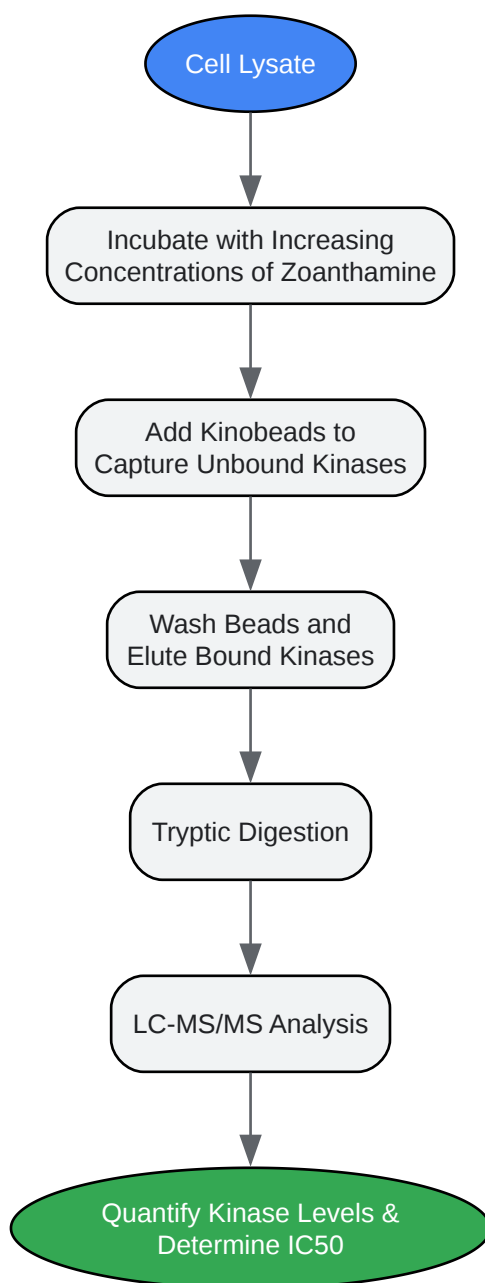 Cell Lysate
Incubate with Increasing
Concentrations of Zoanthamine
Add Kinobeads to
Capture Unbound Kinases
Wash Beads and
Elute Bound Kinases
Tryptic Digestion
LC-MS/MS Analysis
Quantify Kinase Levels &
Determine IC50